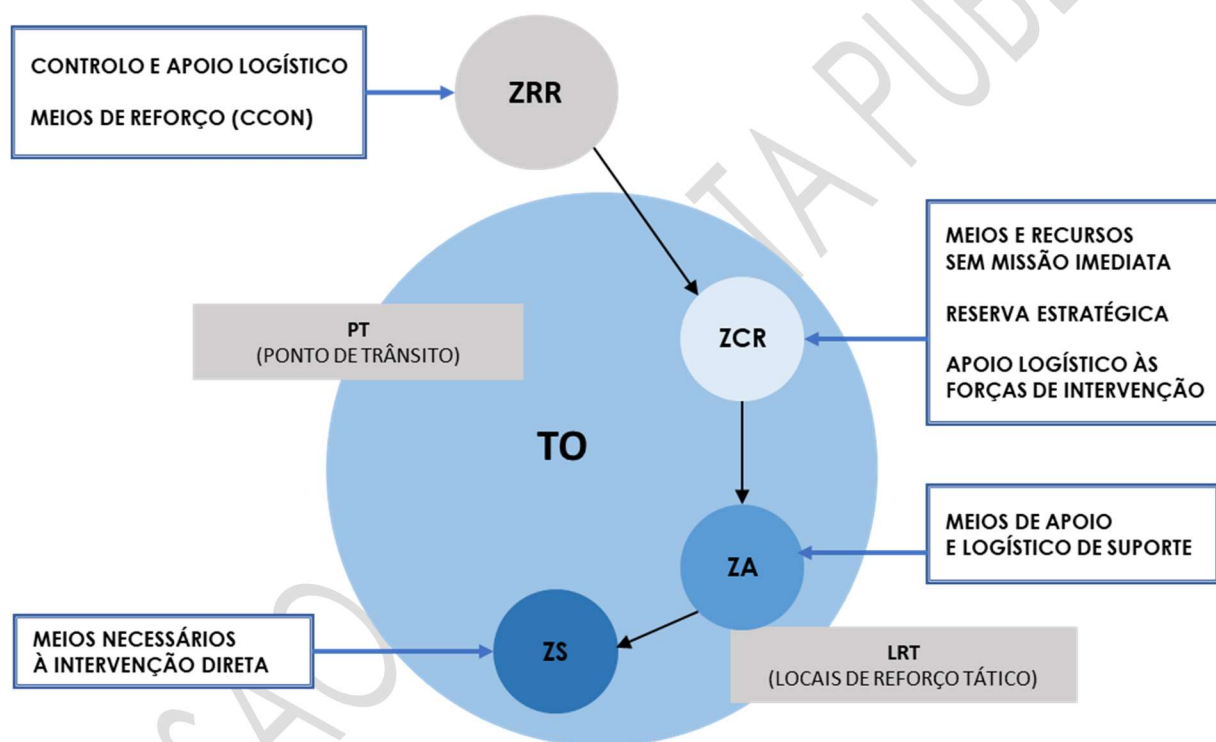 CONTROLO E APOIO LOGÍSTICO
MEIOS DE REFORÇO (CCON)
ZRR
MEIOS E RECURSOS
SEM MISSÃO IMEDIATA
RESERVA ESTRATÉGICA
APOIO LOGÍSTICO ÀS
FORÇAS DE INTERVENÇÃO
PT
(PONTO DE TRÂNSITO)
ZCR
TO
MEIOS DE APOIO
E LOGÍSTICO DE SUPORTE
ZA
MEIOS NECESSÁRIOS
À INTERVENÇÃO DIRETA
ZS
LRT
(LOCAIS DE REFORÇO TÁTICO)